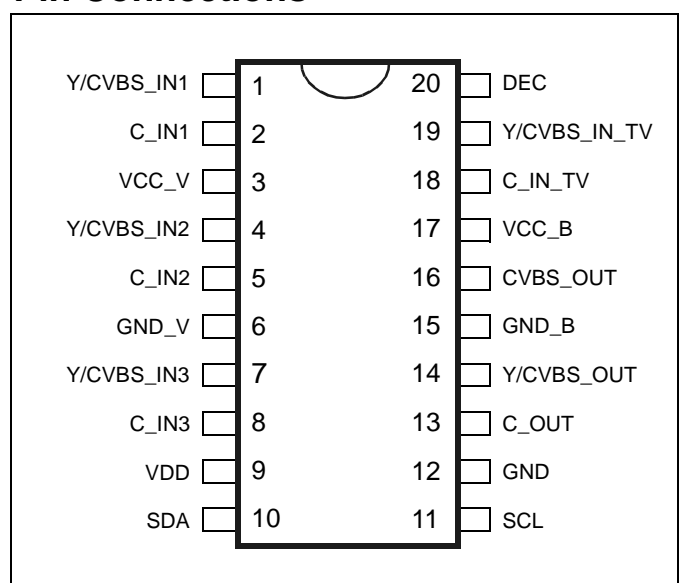 Y/CVBS_IN1 1 20 DEC
C_IN1 2 19 Y/CVBS_IN_TV
VCC_V 3 18 C_IN_TV
Y/CVBS_IN2 4 17 VCC_B
C_IN2 5 16 CVBS_OUT
GND_V 6 15 GND_B
Y/CVBS_IN3 7 14 Y/CVBS_OUT
C_IN3 8 13 C_OUT
VDD 9 12 GND
SDA 10 11 SCL